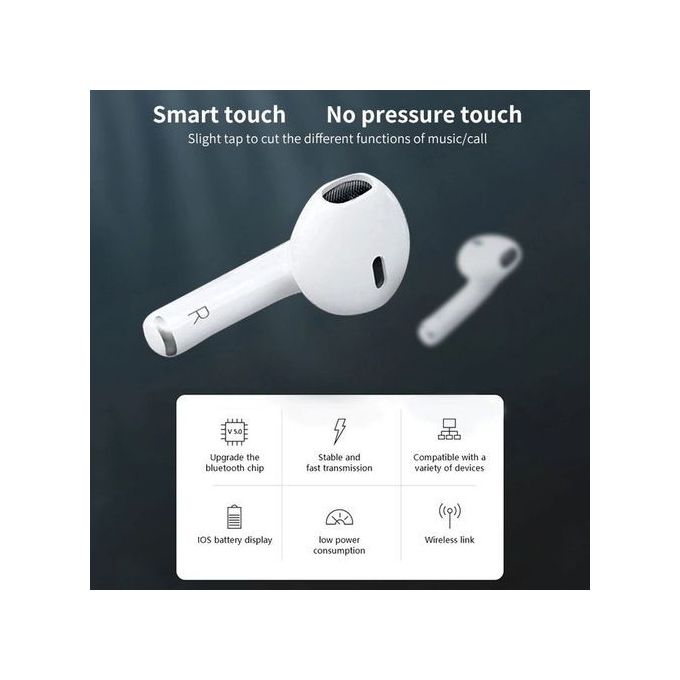 Smart touch No pressure touch
Slight tap to cut the different functions of music/call
R
V 5.0
Upgrade the
bluetooth chip
Stable and
fast transmission
Compatible with a
variety of devices
IOS battery display
low power
consumption
Wireless link